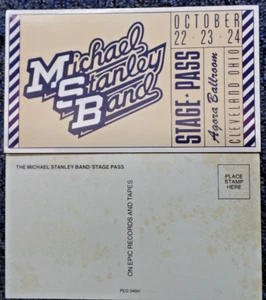 Michael
Stanley
Band
MSB
STAGE • PASS
Agora Ballroom
OCTOBER
22 • 23 • 24
CLEVELAND OHIO
THE MICHAEL STANLEY BAND/STAGE PASS
PLACE
STAMP
HERE
ON EPIC RECORDS AND TAPES.